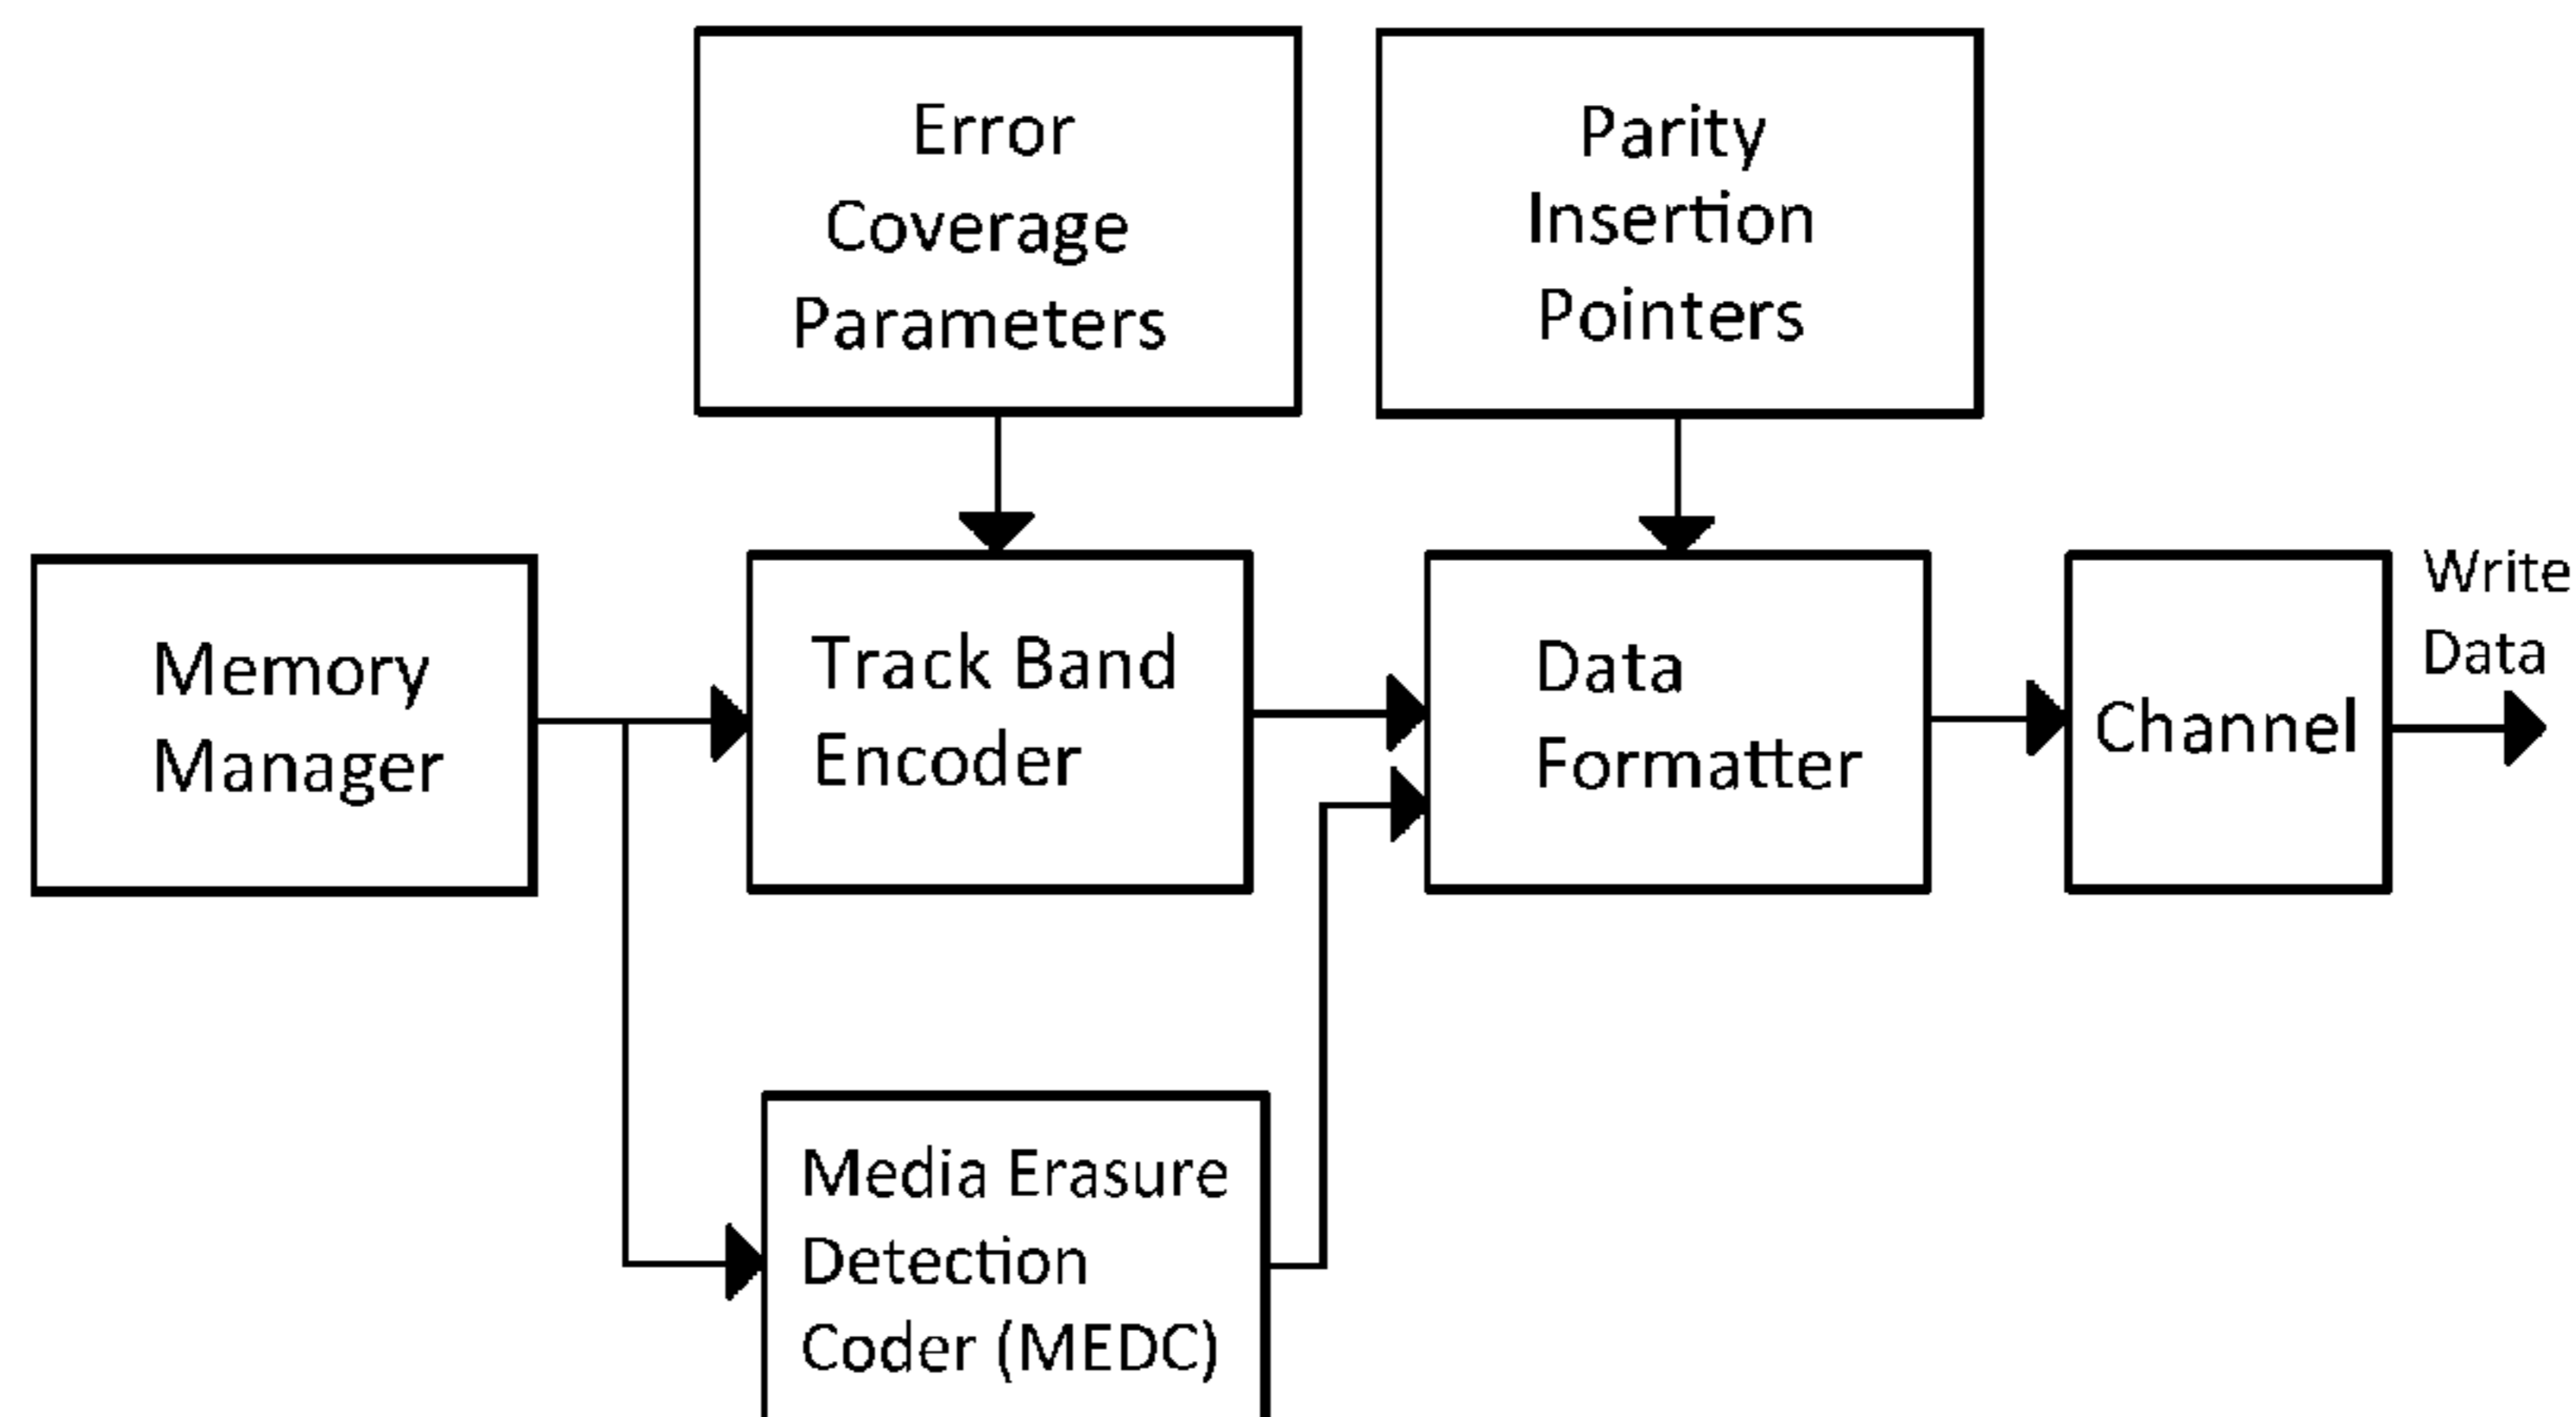 Error
Coverage
Parameters
Parity
Insertion
Pointers
Memory
Manager
Track Band
Encoder
Data
Formatter
Channel
Write
Data
Media Erasure
Detection
Coder (MEDC)